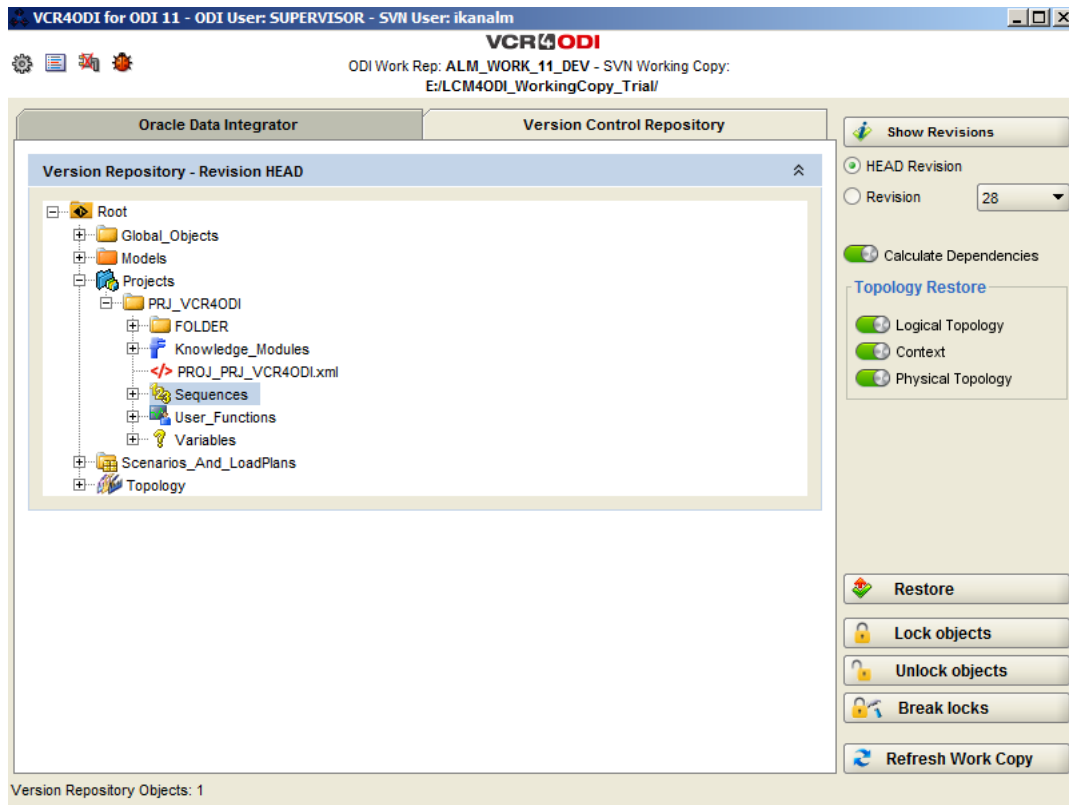 VCR4ODI for ODI 11 - ODI User: SUPERVISOR - SVN User: ikanalm
VCR4ODI
ODI Work Rep: ALM_WORK_11_DEV - SVN Working Copy:
E:/LCM4ODI_WorkingCopy_Trial/
Oracle Data Integrator
Version Control Repository
Version Repository - Revision HEAD
Root
Global_Objects
Models
Projects
PRJ_VCR4ODI
FOLDER
Knowledge_Modules
PROJ_PRJ_VCR4ODI.xml
Sequences
User_Functions
Variables
Scenarios_And_LoadPlans
Topology
Show Revisions
HEAD Revision
Revision 28
Calculate Dependencies
Topology Restore
Logical Topology
Context
Physical Topology
Restore
Lock objects
Unlock objects
Break locks
Refresh Work Copy
Version Repository Objects: 1